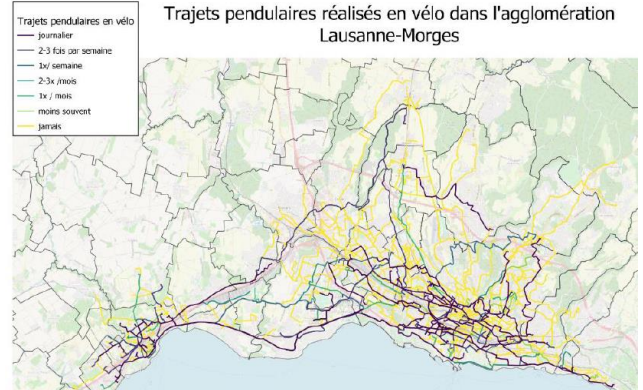 Trajets pendulaires réalisés en vélo dans l'agglomération
Lausanne-Morges
Trajets pendulaires en vélo
journalier
2-3 fois par semaine
1x/ semaine
2-3x /mois
1x / mois
moins souvent
jamais